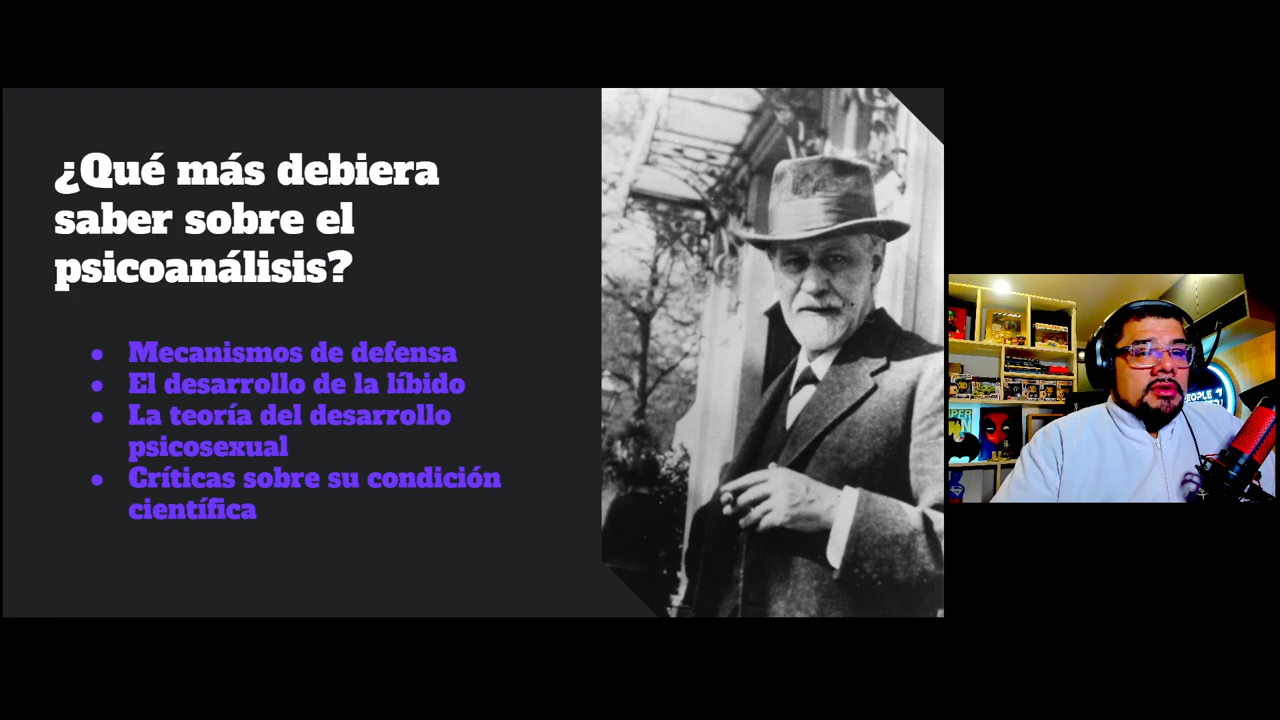 ¿Qué más debiera
saber sobre el
psicoanálisis?
● Mecanismos de defensa
● El desarrollo de la líbido
● La teoría del desarrollo
psicosexual
● Críticas sobre su condición
científica